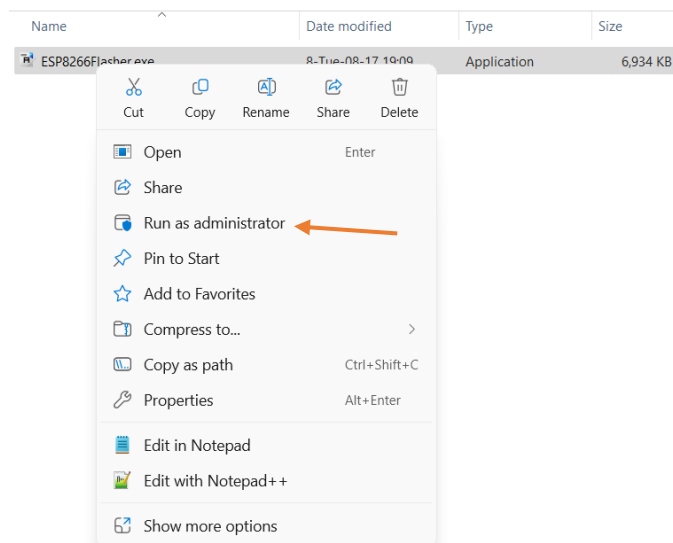 Name Date modified Type Size
ESP8266Flasher.exe 8-Tue-08-17 19:09 Application 6,934 KB
Cut Copy Rename Share Delete
Open Enter
Share
Run as administrator
Pin to Start
Add to Favorites
Compress to...
Copy as path Ctrl+Shift+C
Properties Alt+Enter
Edit in Notepad
Edit with Notepad++
Show more options